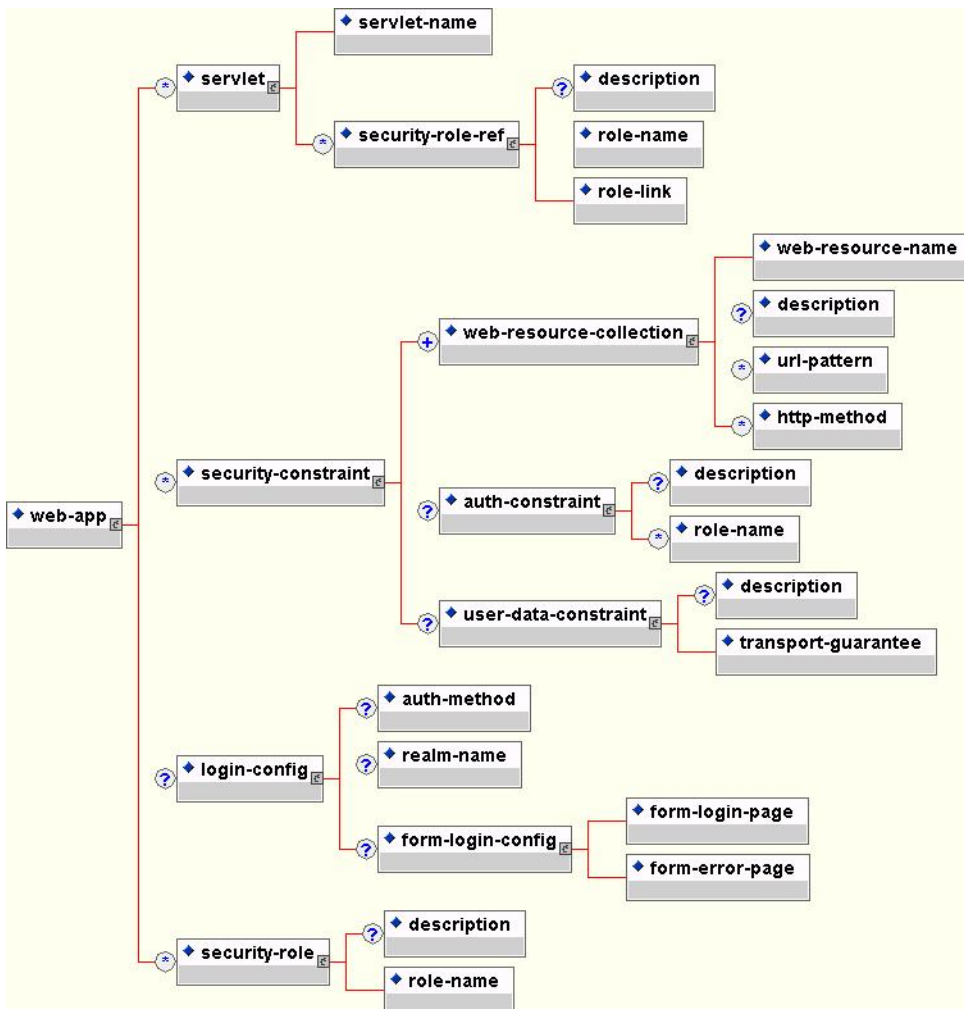 servlet-name
* servlet
? description
* security-role-ref
role-name
role-link
web-resource-name
? description
+ web-resource-collection
* url-pattern
* http-method
* security-constraint
? description
? auth-constraint
web-app
* role-name
? description
? user-data-constraint
transport-guarantee
? auth-method
? realm-name
? login-config
form-login-page
? form-login-config
form-error-page
? description
* security-role
role-name